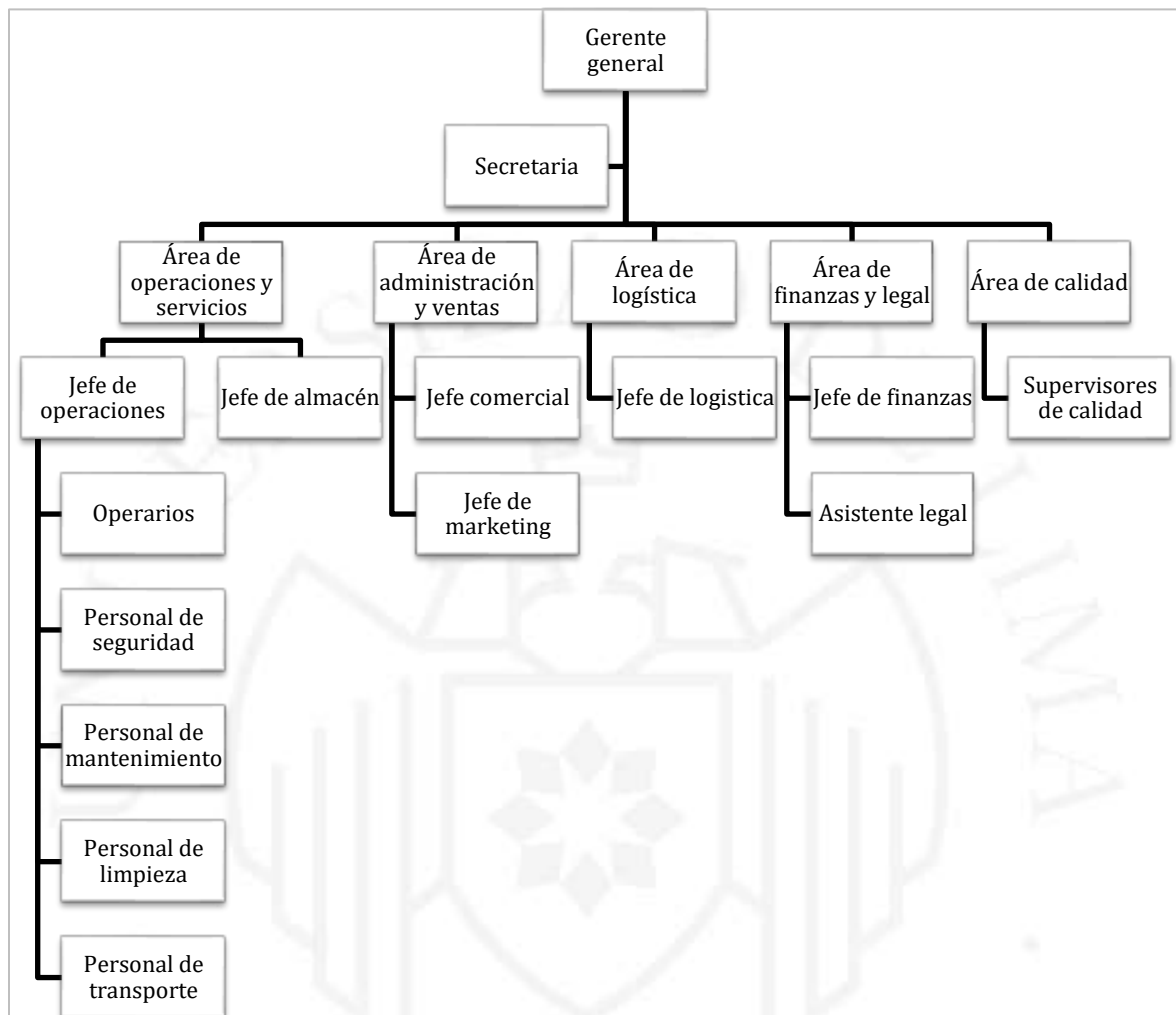 Gerente
general
Secretaria
Área de
operaciones y
servicios
Área de
administración
y ventas
Área de
logística
Área de
finanzas y legal
Área de calidad
Jefe de
operaciones
Jefe de almacén
Jefe comercial
Jefe de logistica
Jefe de finanzas
Supervisores
de calidad
Operarios
Jefe de
marketing
Asistente legal
Personal de
seguridad
Personal de
mantenimiento
Personal de
limpieza
Personal de
transporte